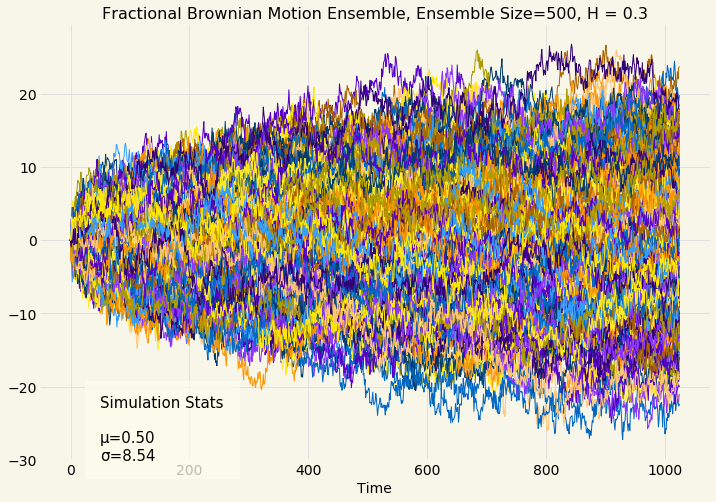 Fractional Brownian Motion Ensemble, Ensemble Size=500, H = 0.3
20
10
0
−10
−20
−30
Simulation Stats
μ=0.50
σ=8.54
0 200 400 600 800 1000
Time